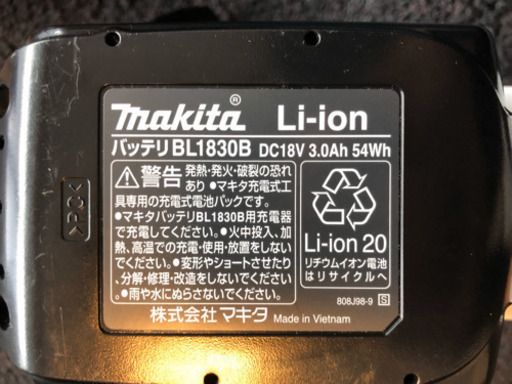 makita® Li-ion
バッテリBL1830B DC18V 3.0Ah 54Wh
⚠警告 発熱・発火・破裂の恐れ
あり ●マキタ充電式工
具専用の充電式電池パックです。
●マキタバッテリBL1830B用充電器
で充電してください。●火中投入、加
熱、高温での充電・使用・放置をしない
でください。●変形やショートさせたり、
分解・修理・改造をしないでください
。●雨や水にぬらさないでください。
Li-ion 20
リチウムイオン電池
はリサイクルへ
808J98-9 S
株式会社マキタ Made in Vietnam
>PC<